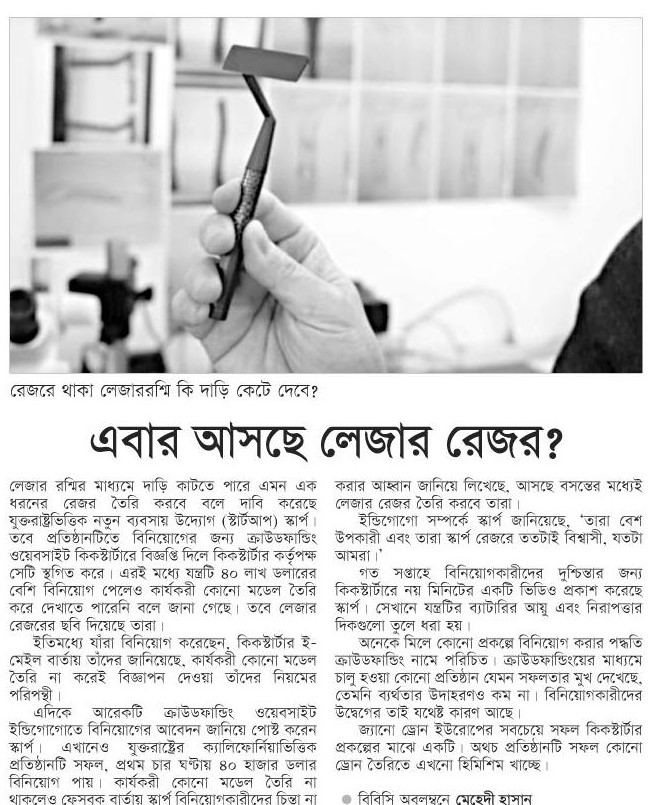 রেজরে থাকা লেজাররশ্মি কি দাড়ি কেটে দেবে?
এবার আসছে লেজার রেজর?
লেজার রশ্মির মাধ্যমে দাড়ি কাটতে পারে এমন এক
ধরনের রেজর তৈরি করবে বলে দাবি করেছে
যুক্তরাষ্ট্রভিত্তিক নতুন ব্যবসায় উদ্যোগ (স্টার্টআপ) স্কার্প।
তবে প্রতিষ্ঠানটিতে বিনিয়োগের জন্য ক্রাউডফান্ডিং
ওয়েবসাইট কিকস্টার্টারে বিজ্ঞপ্তি দিলে কিকস্টার্টার কর্তৃপক্ষ
সেটি স্থগিত করে। এরই মধ্যে যন্ত্রটি ৪০ লাখ ডলারের
বেশি বিনিয়োগ পেলেও কার্যকরী কোনো মডেল তৈরি
করে দেখাতে পারেনি বলে জানা গেছে। তবে লেজার
রেজরের ছবি দিয়েছে তারা।
ইতিমধ্যে যাঁরা বিনিয়োগ করেছেন, কিকস্টার্টার ই-
মেইল বার্তায় তাঁদের জানিয়েছে, কার্যকরী কোনো মডেল
তৈরি না করেই বিজ্ঞাপন দেওয়া তাঁদের নিয়মের
পরিপন্থী।
এদিকে আরেকটি ক্রাউডফান্ডিং ওয়েবসাইট
ইন্ডিগোগোতে বিনিয়োগের আবেদন জানিয়ে পোস্ট করেন
স্কার্প। এখানেও যুক্তরাষ্ট্রের ক্যালিফোর্নিয়াভিত্তিক
প্রতিষ্ঠানটি সফল, প্রথম চার ঘণ্টায় ৪০ হাজার ডলার
বিনিয়োগ পায়। কার্যকরী কোনো মডেল তৈরি না
থাকলেও ফেসবুক বার্তায় স্কার্প বিনিয়োগকারীদের চিন্তা না
করার আহ্বান জানিয়ে লিখেছে, আসছে বসন্তের মধ্যেই
লেজার রেজর তৈরি করবে তারা।
ইন্ডিগোগো সম্পর্কে স্কার্প জানিয়েছে, ‘তারা বেশ
উপকারী এবং তারা স্কার্প রেজরে ততটাই বিশ্বাসী, যতটা
আমরা।’
গত সপ্তাহে বিনিয়োগকারীদের দুশ্চিন্তার জন্য
কিকস্টার্টারে নয় মিনিটের একটি ভিডিও প্রকাশ করেছে
স্কার্প। সেখানে যন্ত্রটির ব্যাটারির আয়ু এবং নিরাপত্তার
দিকগুলো তুলে ধরা হয়।
অনেকে মিলে কোনো প্রকল্পে বিনিয়োগ করার পদ্ধতি
ক্রাউডফান্ডিং নামে পরিচিত। ক্রাউডফান্ডিংয়ের মাধ্যমে
চালু হওয়া কোনো প্রতিষ্ঠান যেমন সফলতার মুখ দেখেছে,
তেমনি ব্যর্থতার উদাহরণও কম না। বিনিয়োগকারীদের
উদ্বেগের তাই যথেষ্ট কারণ আছে।
জ্যানো ড্রোন ইউরোপের সবচেয়ে সফল কিকস্টার্টার
প্রকল্পের মাঝে একটি। অথচ প্রতিষ্ঠানটি সফল কোনো
ড্রোন তৈরিতে এখনো হিমিশিম খাচ্ছে।
● বিবিসি অবলম্বনে মেহেদী হাসান